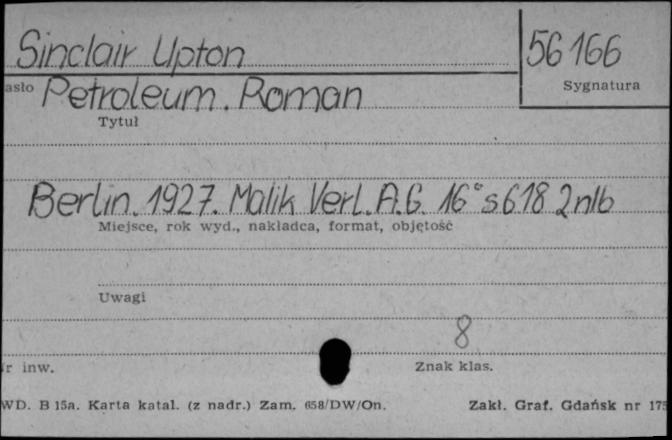 Sinclair Upton 56166
asło Sygnatura
Petroleum. Roman
Tytuł
Berlin. 1927. Malik Verl. A.G. 16° s 618 2nlb
Miejsce, rok wyd., nakładca, format, objętość
Uwagi
8
r inw. Znak klas.
WD. B 15a. Karta katal. (z nadr.) Zam. 658/DW/On. Zakł. Graf. Gdańsk nr 175